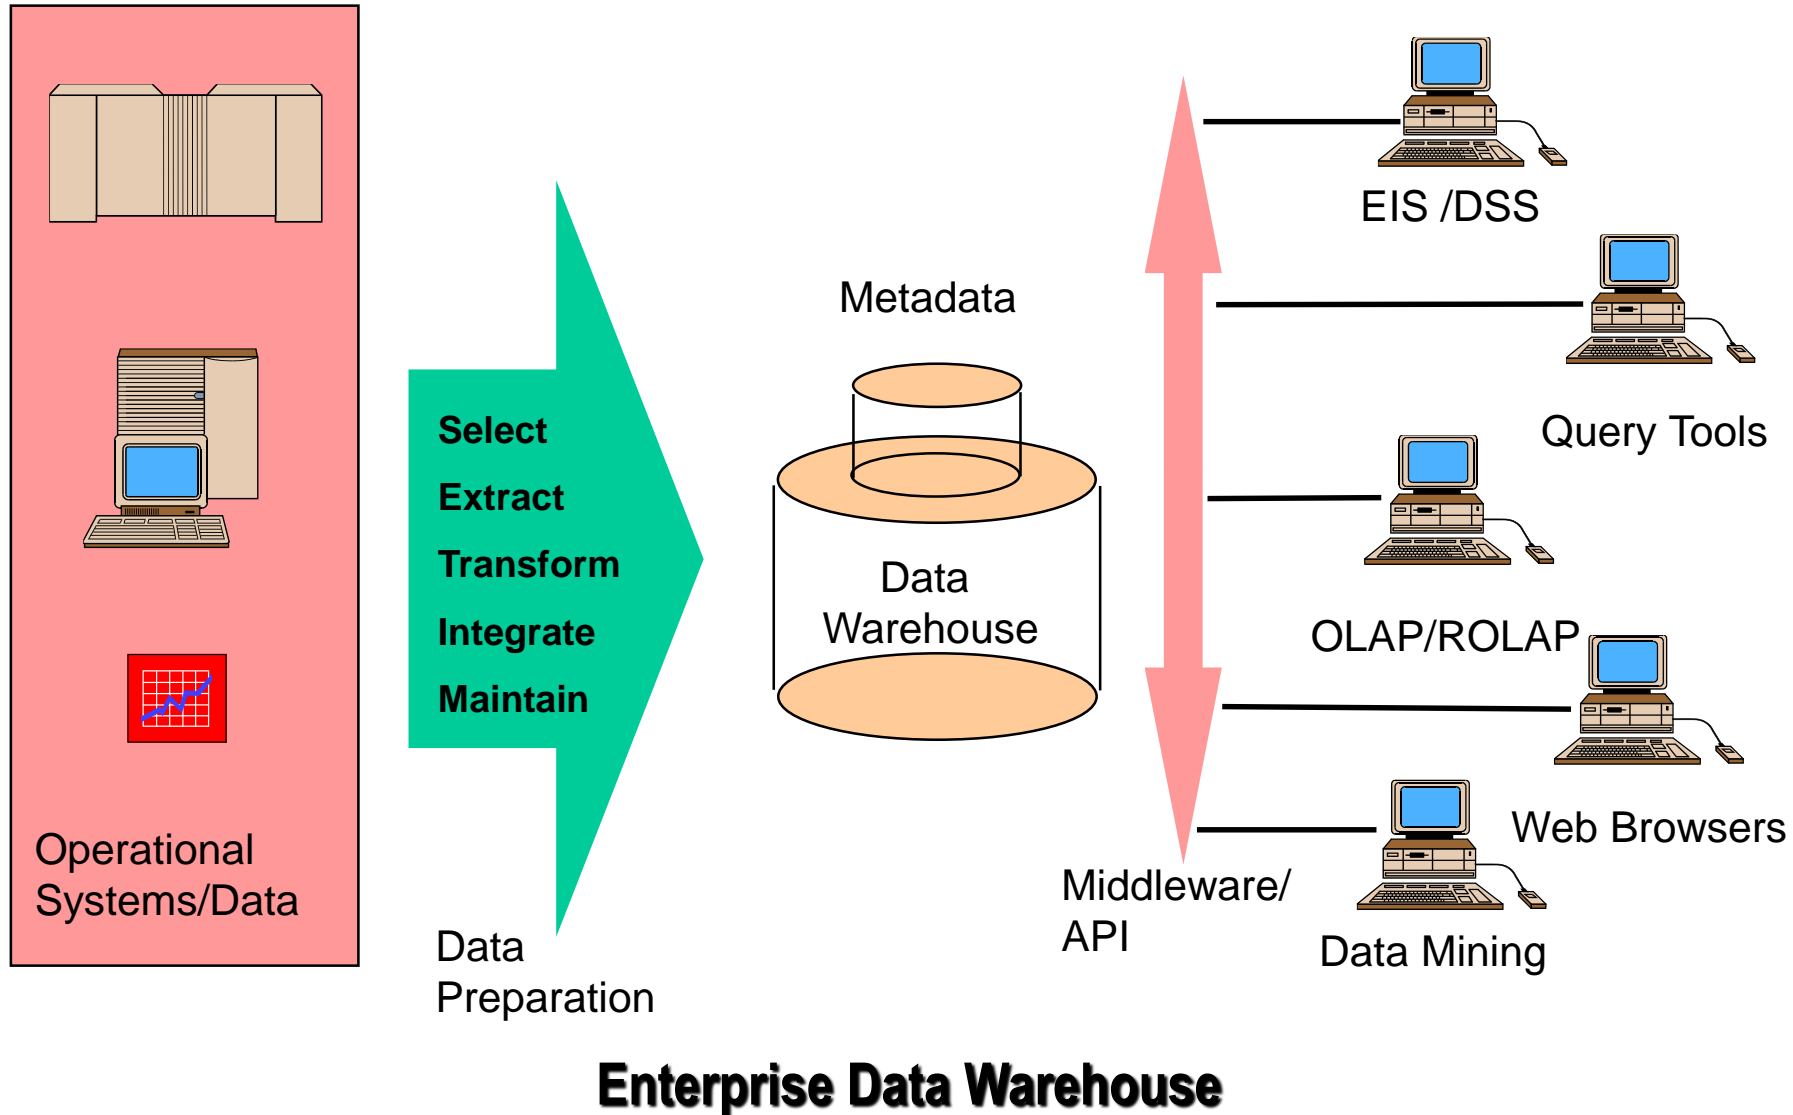 Operational
Systems/Data
Select
Extract
Transform
Integrate
Maintain
Data
Preparation
Metadata
Data
Warehouse
Middleware/
API
EIS /DSS
Query Tools
OLAP/ROLAP
Web Browsers
Data Mining
Enterprise Data Warehouse